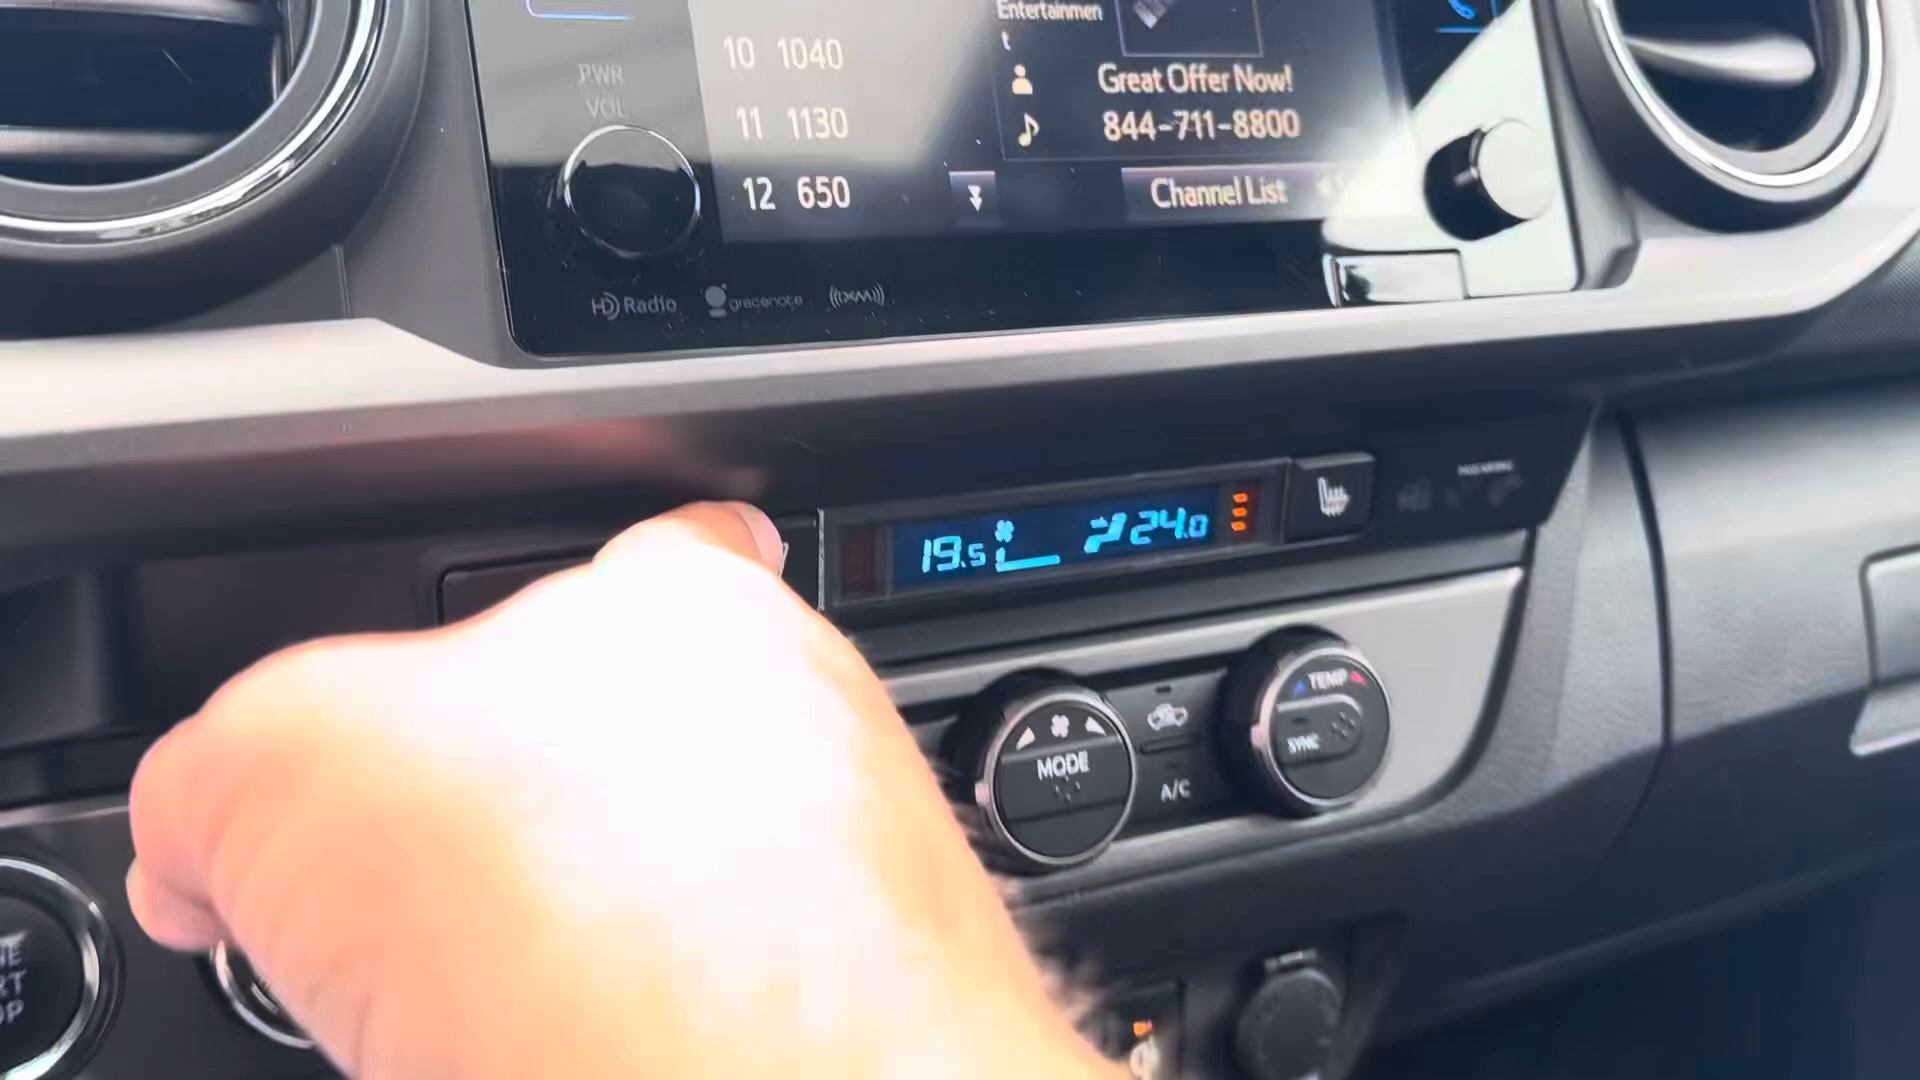 Entertainmen
t
PWR
VOL
10 1040
11 1130
12 650
Great Offer Now!
844-711-8800
Channel List
HD Radio
gracenote
((XM))
19.5
24.0
TEMP
SYNC
MODE
A/C